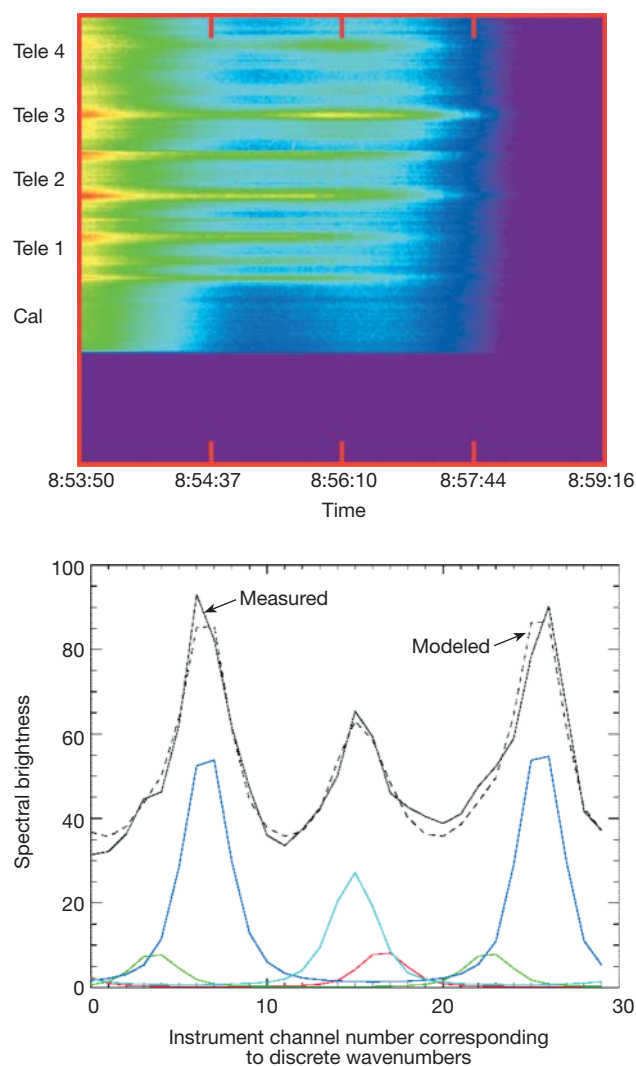 Tele 4
Tele 3
Tele 2
Tele 1
Cal
8:53:50 8:54:37 8:56:10 8:57:44 8:59:16
Time
100
80
60
40
20
0
Spectral brightness
Measured
Modeled
0 10 20 30
Instrument channel number corresponding
to discrete wavenumbers